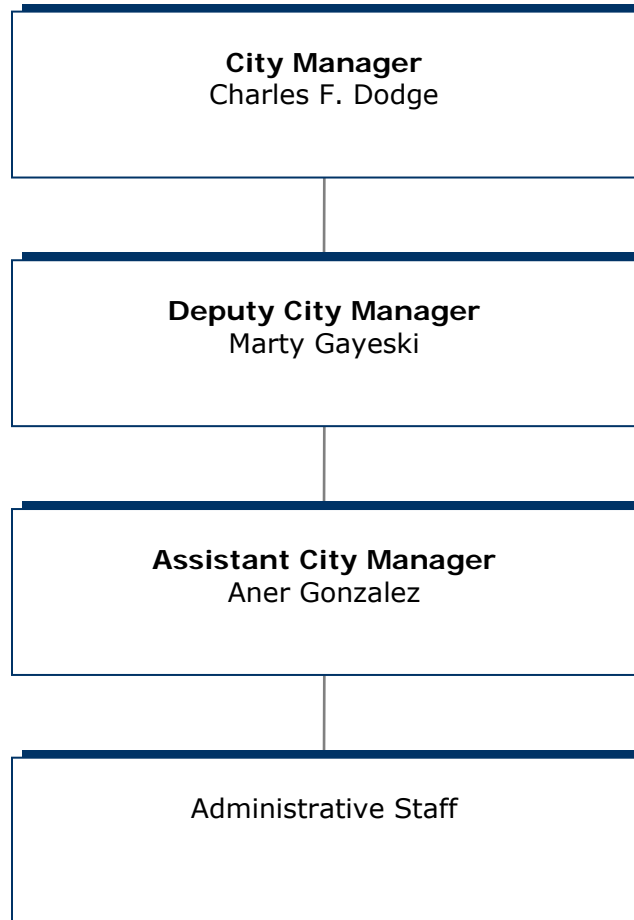 City Manager
Charles F. Dodge
Deputy City Manager
Marty Gayeski
Assistant City Manager
Aner Gonzalez
Administrative Staff